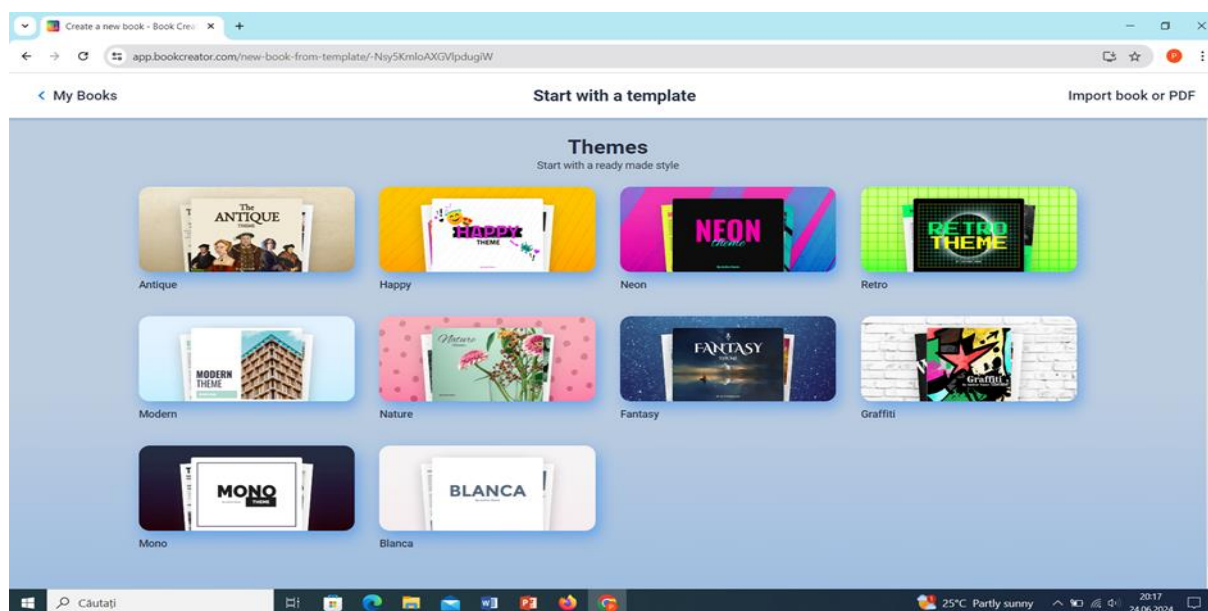 Create a new book - Book Crea
app.bookcreator.com/new-book-from-template/-Nsy5KmloAXGVlpdugiW
P
My Books
Start with a template
Import book or PDF
Themes
Start with a ready made style
The
ANTIQUE
THEME
HAPPY
THEME
NEON
theme
RETRO
THEME
Antique
Happy
Neon
Retro
MODERN
THEME
Nature
FANTASY
THEME
Graffiti
Modern
Nature
Fantasy
Graffiti
MONO
THEME
BLANCA
Mono
Blanca
Căutați
25°C Partly sunny
20:17
24.06.2024